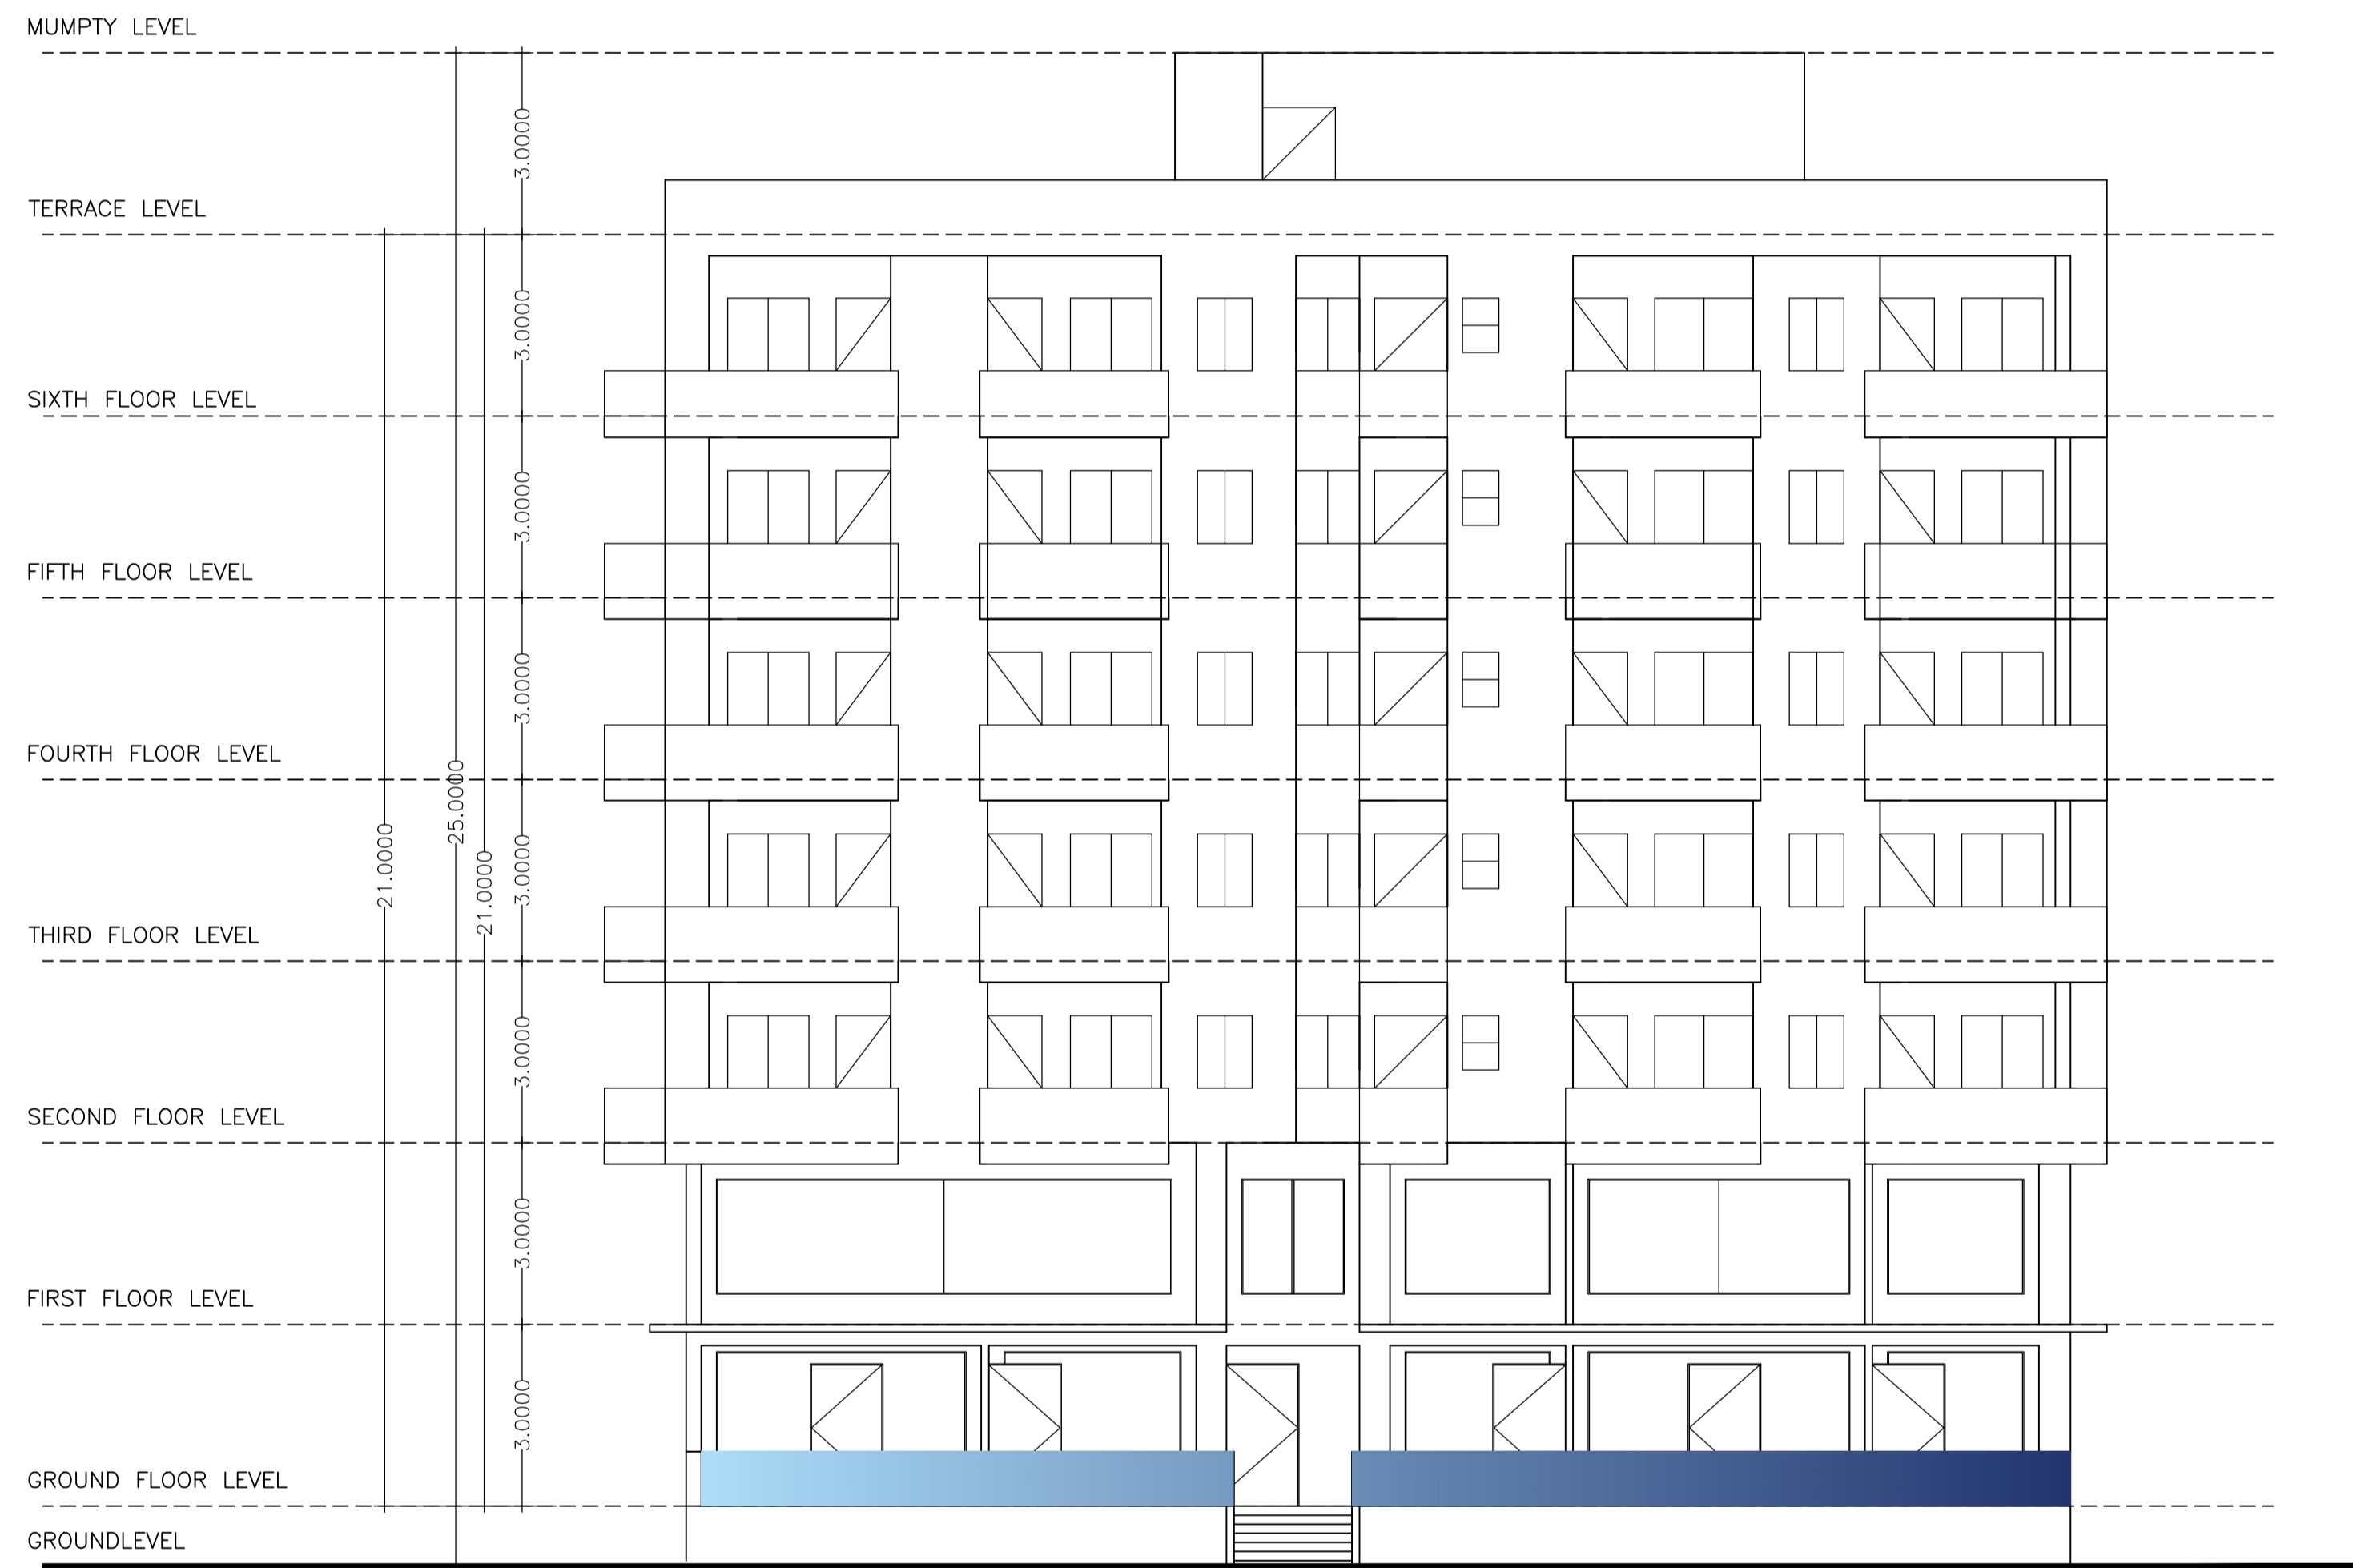 MUMPTY LEVEL
3.0000
TERRACE LEVEL
3.0000
SIXTH FLOOR LEVEL
3.0000
FIFTH FLOOR LEVEL
3.0000
FOURTH FLOOR LEVEL
25.0000
21.0000
21.0000
3.0000
THIRD FLOOR LEVEL
3.0000
SECOND FLOOR LEVEL
3.0000
FIRST FLOOR LEVEL
3.0000
GROUND FLOOR LEVEL
GROUNDLEVEL